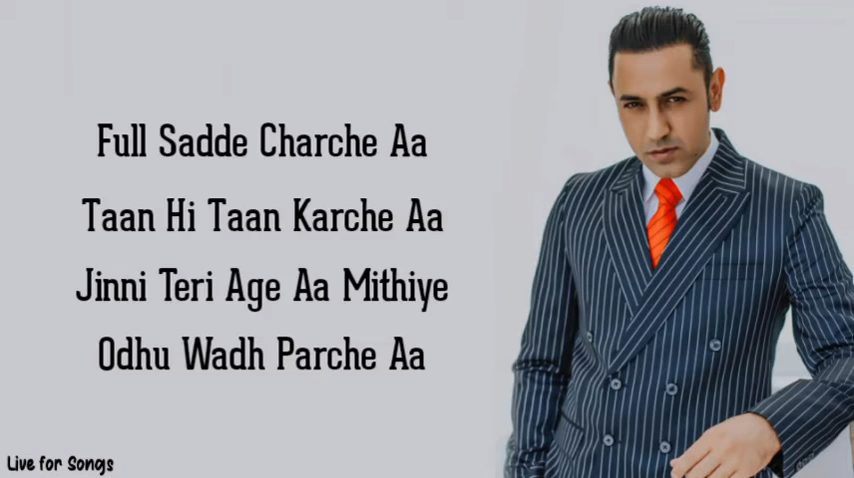 Full Sadde Charche Aa
Taan Hi Taan Karche Aa
Jinni Teri Age Aa Mithiye
Odhu Wadh Parche Aa
Live for Songs